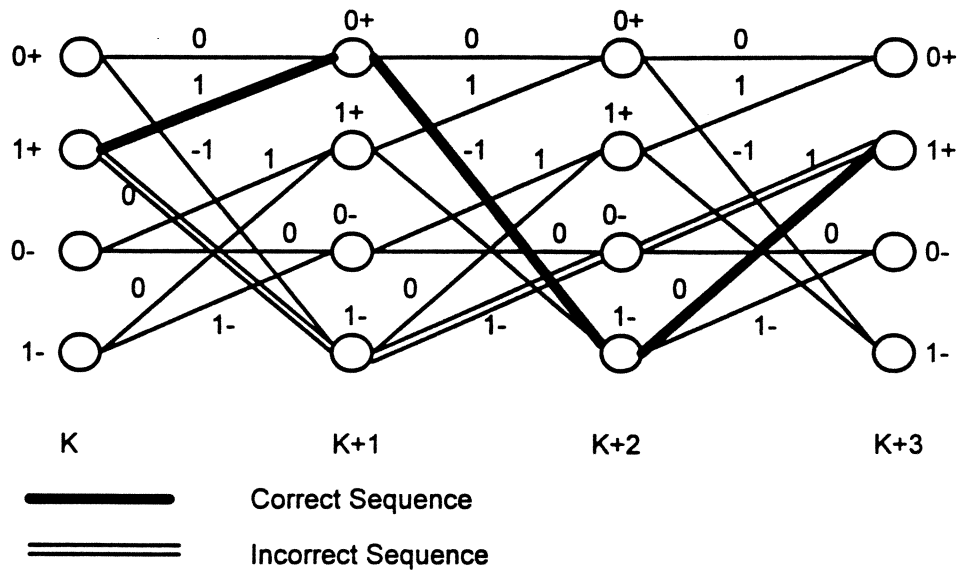 0+ 0 0+ 0 0+ 0 0+
1 1 1
1+ 1+ 1+ 1+
-1 1 -1 1 -1 1
0
0- 0 0- 0 0- 0 0-
0 0 0
1- 1- 1- 1- 1- 1- 1-
K K+1 K+2 K+3
Correct Sequence
Incorrect Sequence